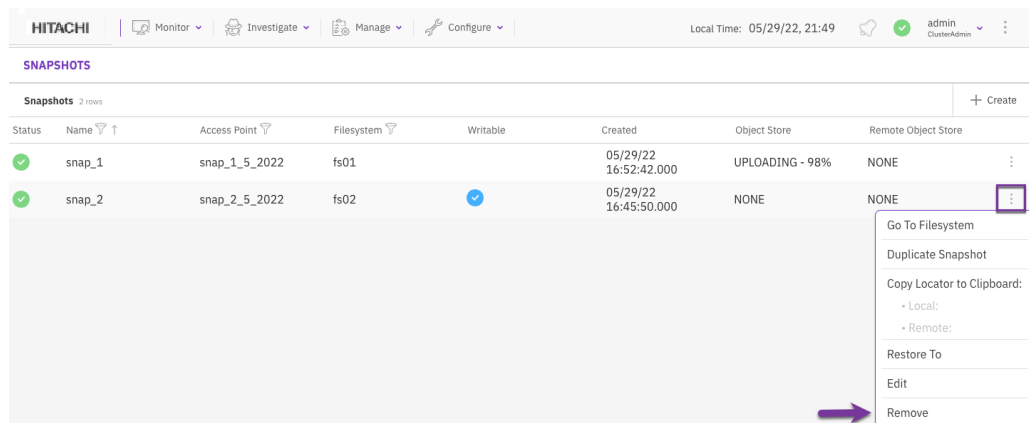 HITACHI Monitor Investigate Manage Configure Local Time: 05/29/22, 21:49 admin
ClusterAdmin
SNAPSHOTS
Snapshots 2 rows + Create
Status Name ↑ Access Point Filesystem Writable Created Object Store Remote Object Store
snap_1 snap_1_5_2022 fs01 05/29/22 16:52:42.000 UPLOADING - 98% NONE
snap_2 snap_2_5_2022 fs02 05/29/22 16:45:50.000 NONE NONE
Go To Filesystem
Duplicate Snapshot
Copy Locator to Clipboard:
• Local:
• Remote:
Restore To
Edit
Remove